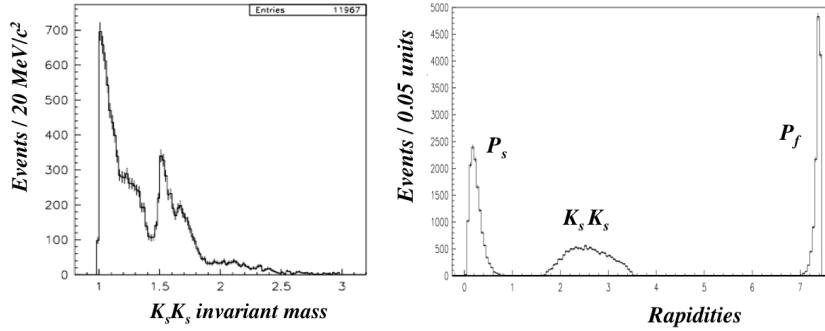 Entries 11967
Events / 20 MeV/c²
700
600
500
400
300
200
100
0
1 1.5 2 2.5 3
KₛKₛ invariant mass
Events / 0.05 units
5000
4500
4000
3500
3000
2500
2000
1500
1000
500
0
Pₛ
KₛKₛ
P_f
0 1 2 3 4 5 6 7
Rapidities